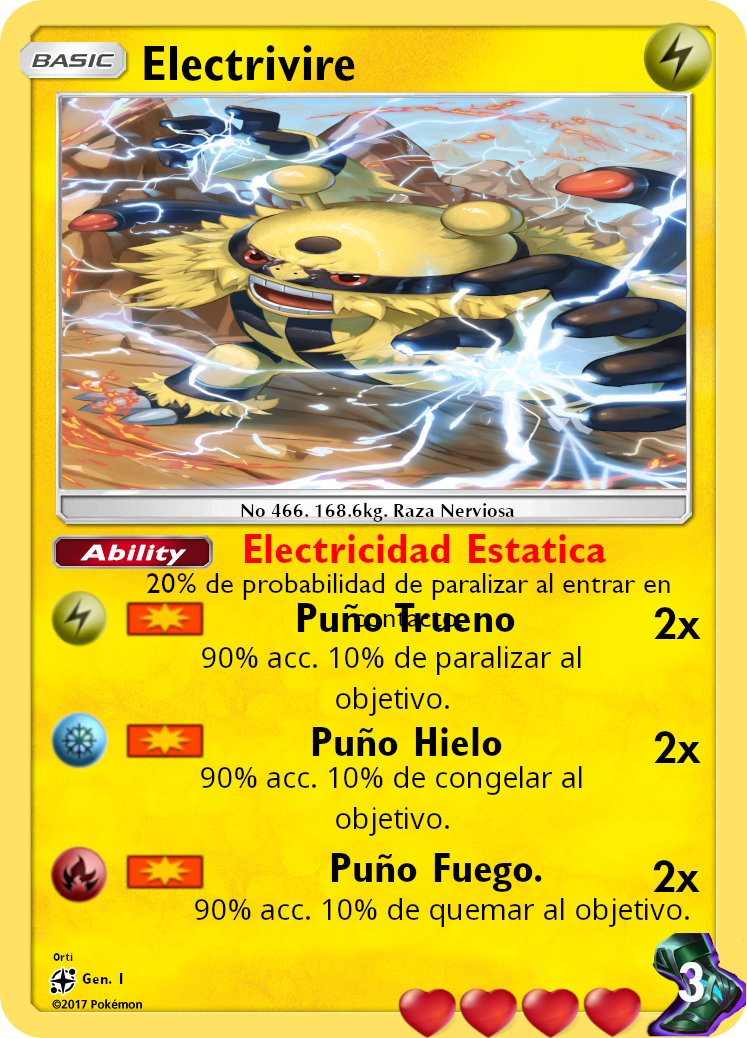 BASIC Electrivire
No 466. 168.6kg. Raza Nerviosa
Ability Electricidad Estatica
20% de probabilidad de paralizar al entrar en
contacto.
Puño Trueno 2x
90% acc. 10% de paralizar al
objetivo.
Puño Hielo 2x
90% acc. 10% de congelar al
objetivo.
Puño Fuego. 2x
90% acc. 10% de quemar al objetivo.
Orti
Gen. I
©2017 Pokémon
3